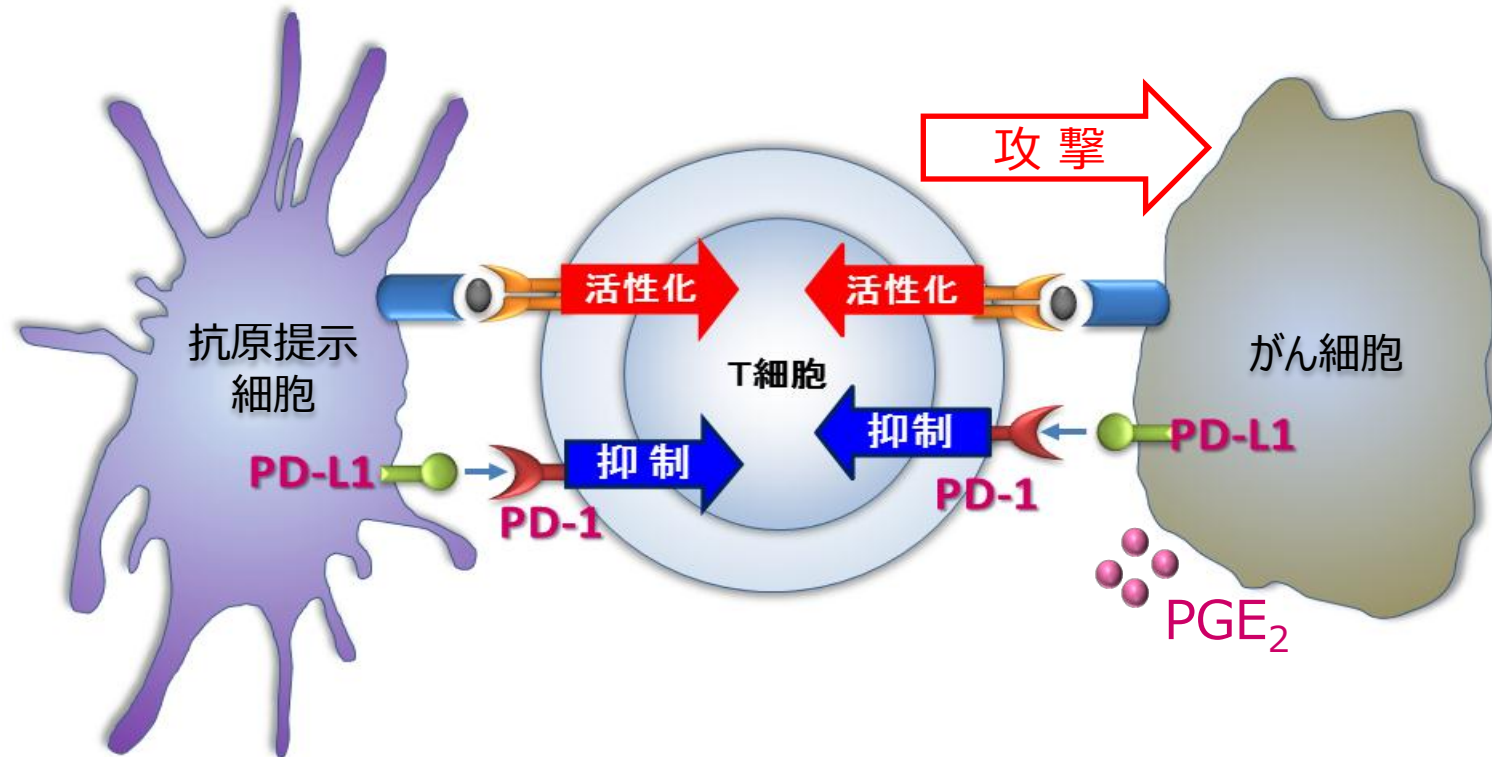 攻 撃
活性化
活性化
抗原提示
細胞
T細胞
がん細胞
抑制
PD-L1
抑 制
PD-L1
PD-1
PD-1
PGE2